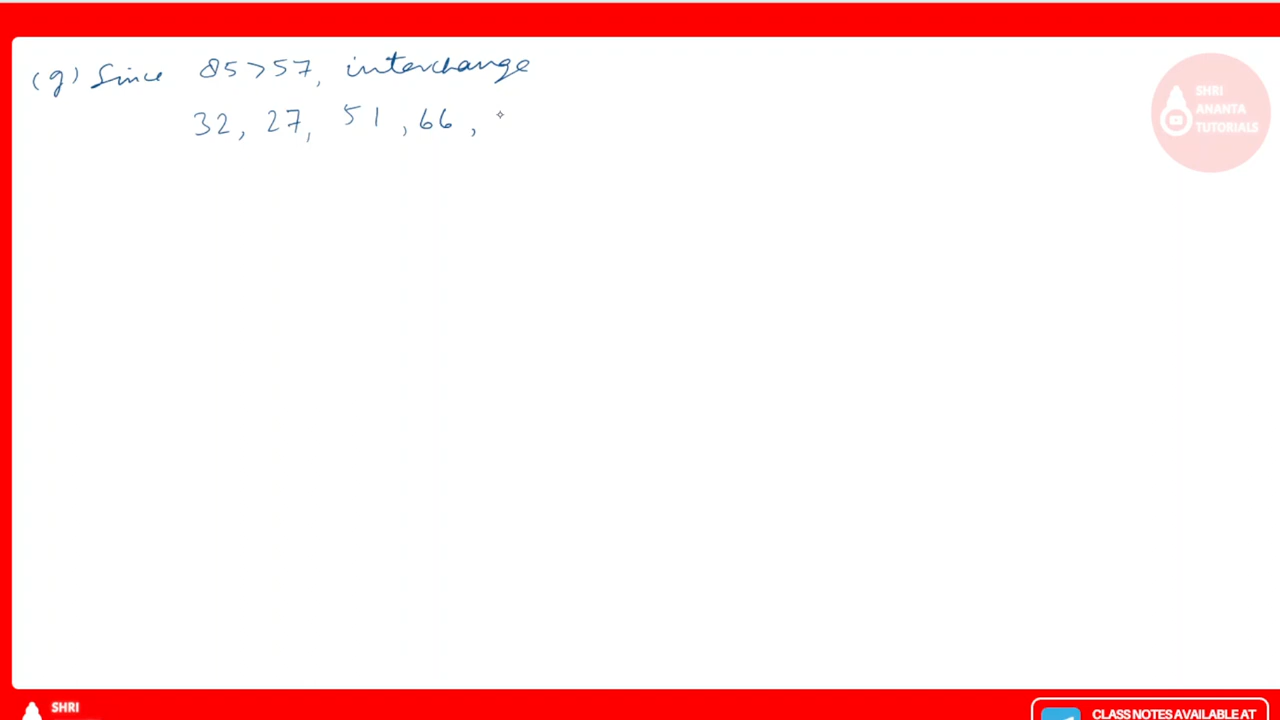 (g) Since 85>57, interchange
32, 27, 51, 66,
SHRI
ANANTA
TUTORIALS
SHRI
CLASS NOTES AVAILABLE AT